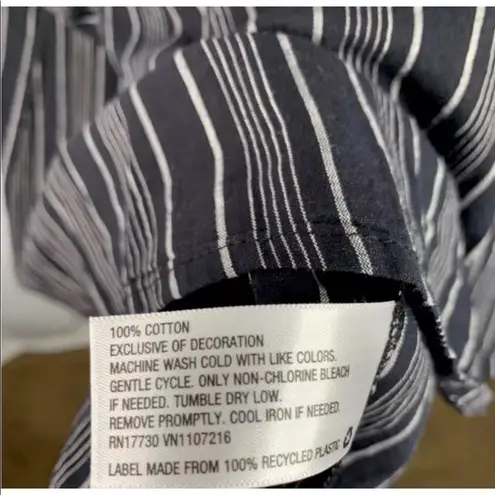 100% COTTON
EXCLUSIVE OF DECORATION
MACHINE WASH COLD WITH LIKE COLORS.
GENTLE CYCLE. ONLY NON-CHLORINE BLEACH
IF NEEDED. TUMBLE DRY LOW.
REMOVE PROMPTLY. COOL IRON IF NEEDED.
RN17730 VN1107216
LABEL MADE FROM 100% RECYCLED PLASTIC